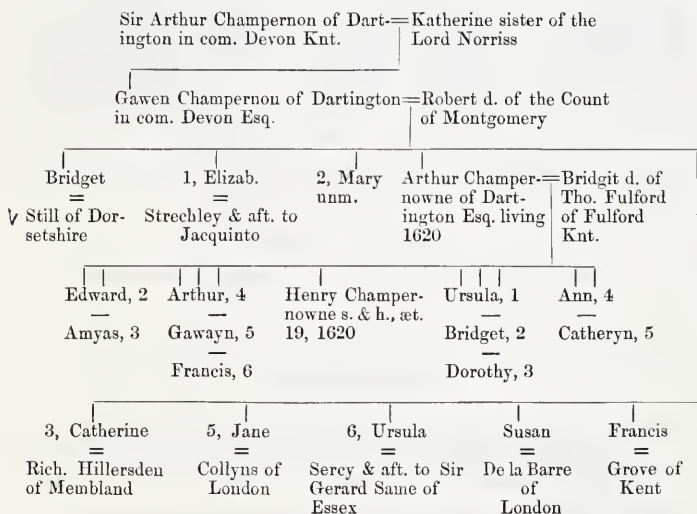 Sir Arthur Champernon of Dart-=Katherine sister of the
ington in com. Devon Knt. Lord Norriss
Gawen Champernou of Dartington=Robert d. of the Count
in com. Devon Esq. of Montgomery
Bridget
=
Still of Dor-
setshire
1, Elizab.
=
Strechley & aft. to
Jacquinto
2, Mary
unm.
Arthur Champer-=Bridgit d. of
nowne of Dart- Tho. Fulford
ington Esq. living of Fulford
1620 Knt.
Edward, 2
Amyas, 3
Arthur, 4
Gawayn, 5
Francis, 6
Henry Champer-
nowne s. & h., æt.
19, 1620
Ursula, 1
Bridget, 2
Dorothy, 3
Ann, 4
Catheryn, 5
3, Catherine
=
Rich. Hillersden
of Membland
5, Jane
=
Collyns of
London
6, Ursula
=
Sercy & aft. to Sir
Gerard Same of
Essex
Susan
=
De la Barre
of
London
Francis
=
Grove of
Kent